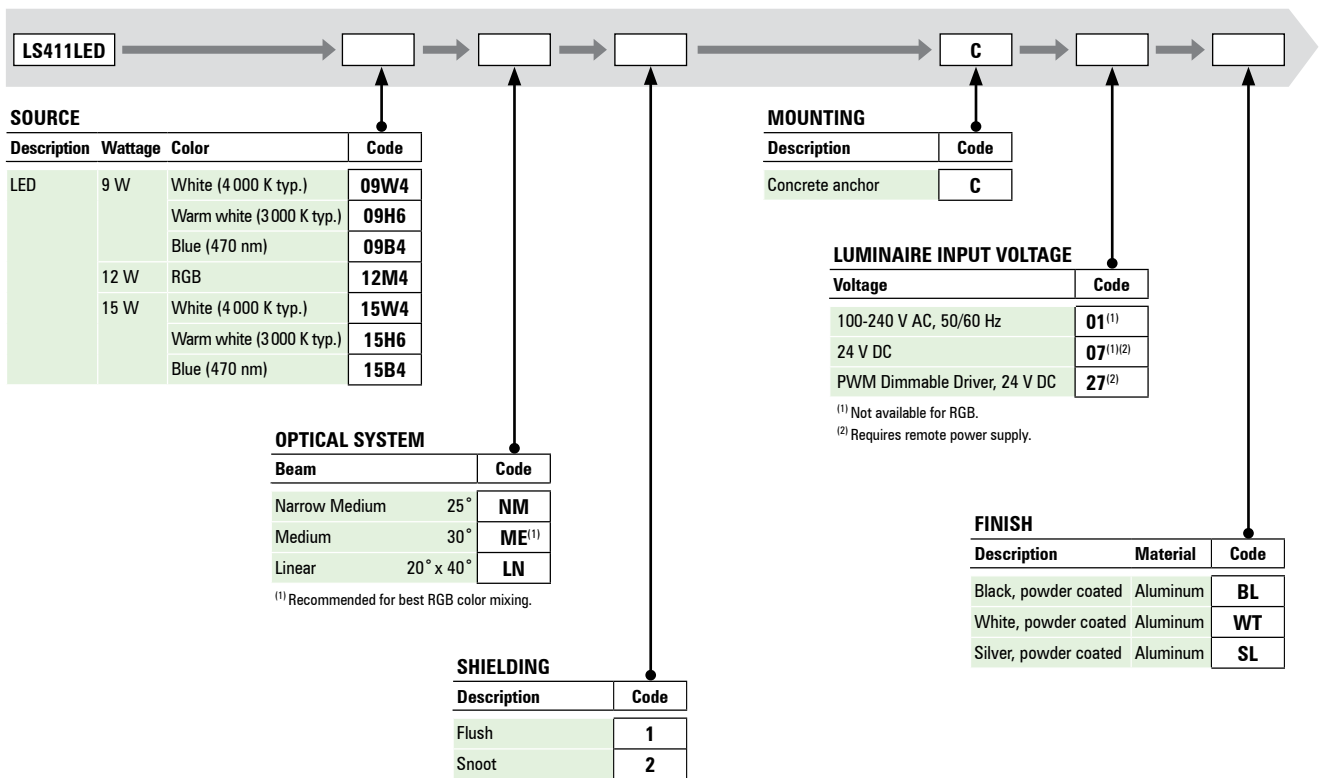 LS411LED
C
SOURCE
Description Wattage Color Code
LED 9 W White (4 000 K typ.) 09W4
Warm white (3 000 K typ.) 09H6
Blue (470 nm) 09B4
12 W RGB 12M4
15 W White (4 000 K typ.) 15W4
Warm white (3 000 K typ.) 15H6
Blue (470 nm) 15B4
OPTICAL SYSTEM
Beam Code
Narrow Medium 25° NM
Medium 30° ME(1)
Linear 20° x 40° LN
(1) Recommended for best RGB color mixing.
SHIELDING
Description Code
Flush 1
Snoot 2
MOUNTING
Description Code
Concrete anchor C
LUMINAIRE INPUT VOLTAGE
Voltage Code
100-240 V AC, 50/60 Hz 01(1)
24 V DC 07(1)(2)
PWM Dimmable Driver, 24 V DC 27(2)
(1) Not available for RGB.
(2) Requires remote power supply.
FINISH
Description Material Code
Black, powder coated Aluminum BL
White, powder coated Aluminum WT
Silver, powder coated Aluminum SL